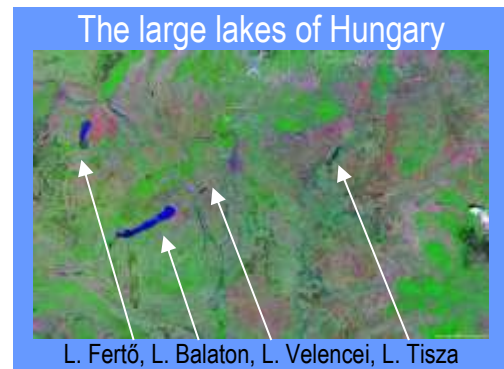 The large lakes of Hungary
L. Fertő, L. Balaton, L. Velencei, L. Tisza